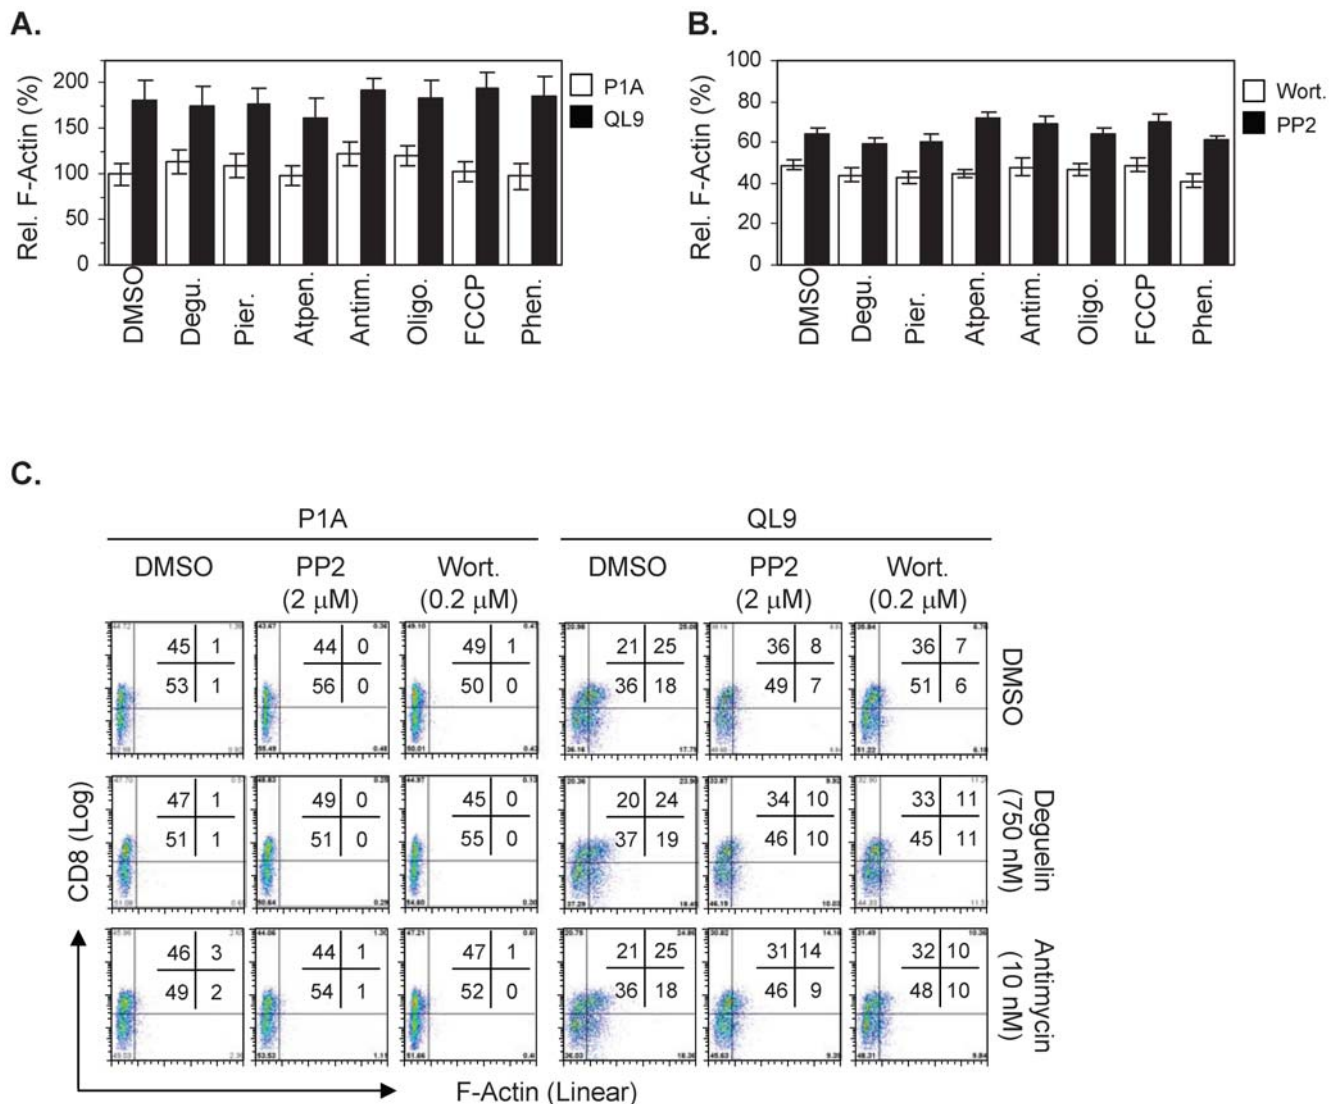 A.
Rel. F-Actin (%)
200
150
100
50
0
P1A
QL9
DMSO
Degu.
Pier.
Atpen.
Antim.
Oligo.
FCCP
Phen.
B.
Rel. F-Actin (%)
100
80
60
40
20
0
Wort.
PP2
DMSO
Degu.
Pier.
Atpen.
Antim.
Oligo.
FCCP
Phen.
C.
P1A QL9
DMSO PP2 Wort. DMSO PP2 Wort.
(2 μM) (0.2 μM) (2 μM) (0.2 μM)
45 1 44 0 49 1 21 25 36 8 36 7
53 1 56 0 50 0 36 18 49 7 51 6
DMSO
47 1 49 0 45 0 20 24 34 10 33 11
51 1 51 0 55 0 37 19 46 10 45 11
Deguelin
(750 nM)
46 3 44 1 47 1 21 25 31 14 32 10
49 2 54 1 52 0 36 18 46 9 48 10
Antimycin
(10 nM)
CD8 (Log)
F-Actin (Linear)